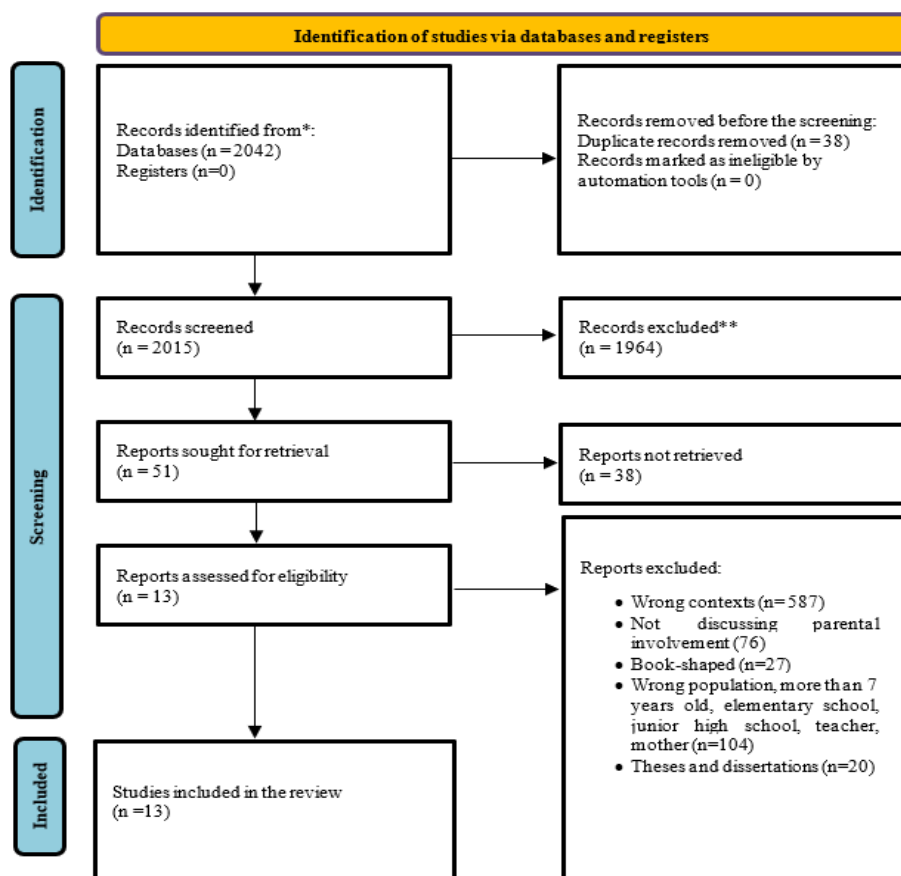 Identification of studies via databases and registers
Identification
Records identified from*:
Databases (n = 2042)
Registers (n=0)
Records removed before the screening:
Duplicate records removed (n = 38)
Records marked as ineligible by
automation tools (n = 0)
Screening
Records screened
(n = 2015)
Records excluded**
(n = 1964)
Reports sought for retrieval
(n = 51)
Reports not retrieved
(n = 38)
Reports assessed for eligibility
(n = 13)
Reports excluded:
• Wrong contexts (n= 587)
• Not discussing parental
involvement (76)
• Book-shaped (n=27)
• Wrong population, more than 7
years old, elementary school,
junior high school, teacher,
mother (n=104)
• Theses and dissertations (n=20)
Included
Studies included in the review
(n =13)